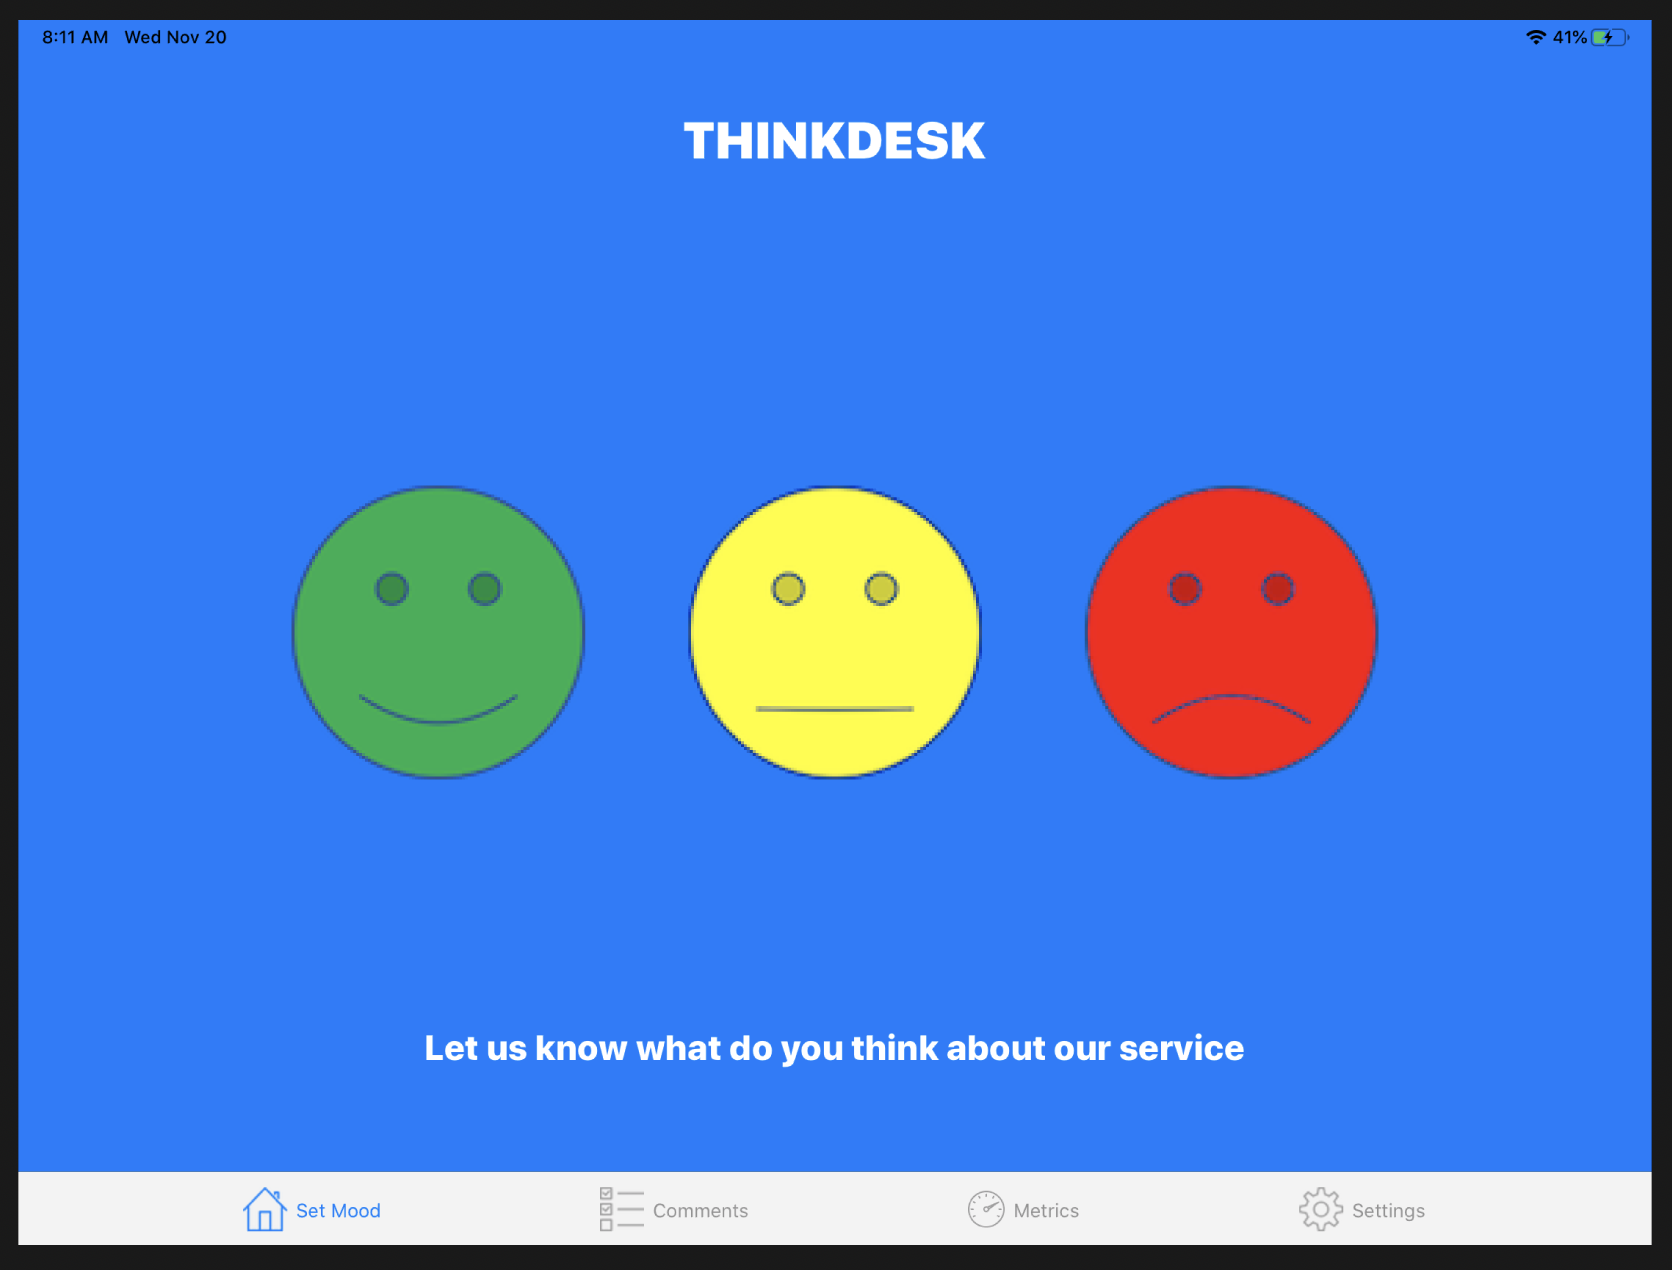 8:11 AM Wed Nov 20 41%
THINKDESK
Let us know what do you think about our service
Set Mood Comments Metrics Settings